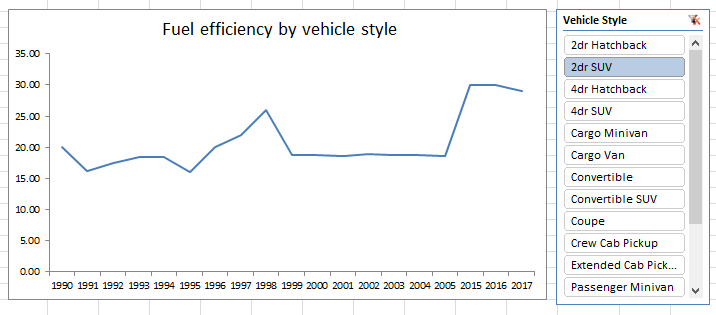 Fuel efficiency by vehicle style
35.00
30.00
25.00
20.00
15.00
10.00
5.00
0.00
1990 1991 1992 1993 1994 1995 1996 1997 1998 1999 2000 2001 2002 2003 2004 2005 2015 2016 2017
Vehicle Style
2dr Hatchback
2dr SUV
4dr Hatchback
4dr SUV
Cargo Minivan
Cargo Van
Convertible
Convertible SUV
Coupe
Crew Cab Pickup
Extended Cab Pick...
Passenger Minivan